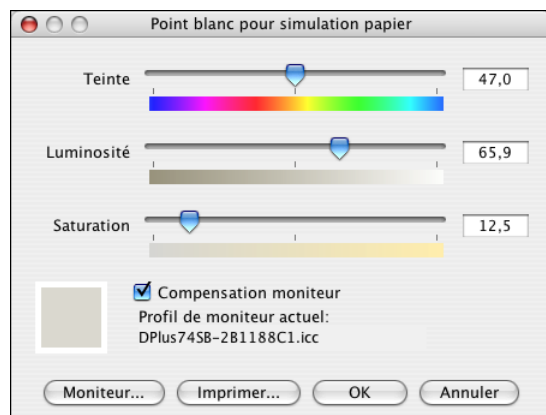 Point blanc pour simulation papier
Teinte 47,0
Luminosité 65,9
Saturation 12,5
Compensation moniteur
Profil de moniteur actuel:
DPlus74SB-2B1188C1.icc
Moniteur... Imprimer... OK Annuler